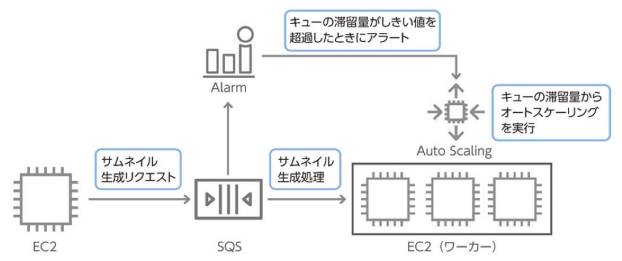 キューの滞留量がしきい値を
超過したときにアラート
Alarm
キューの滞留量から
オートスケーリング
を実行
Auto Scaling
サムネイル
生成リクエスト
サムネイル
生成処理
EC2
SQS
EC2（ワーカー）